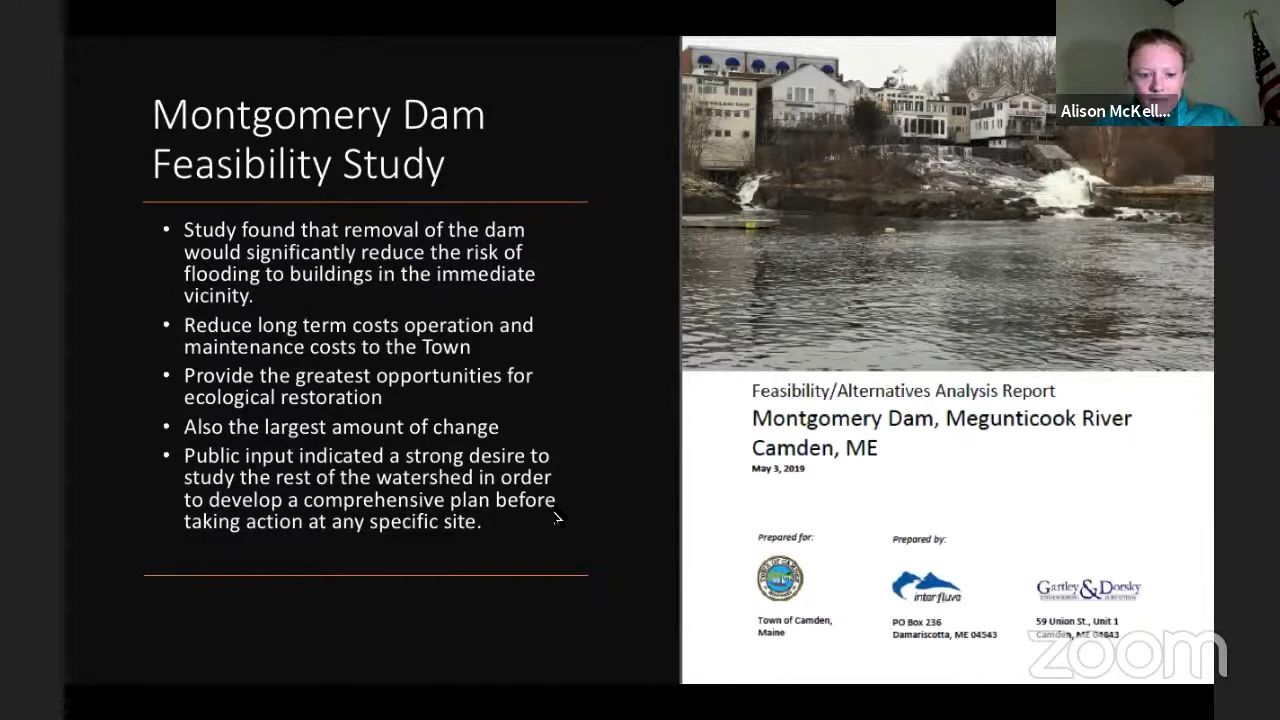 Montgomery Dam
Feasibility Study
• Study found that removal of the dam
would significantly reduce the risk of
flooding to buildings in the immediate
vicinity.
• Reduce long term costs operation and
maintenance costs to the Town
• Provide the greatest opportunities for
ecological restoration
• Also the largest amount of change
• Public input indicated a strong desire to
study the rest of the watershed in order
to develop a comprehensive plan before
taking action at any specific site.
Alison McKell...
Feasibility/Alternatives Analysis Report
Montgomery Dam, Megunticook River
Camden, ME
May 3, 2019
Prepared for:
Town of Camden,
Maine
Prepared by:
inter fluve
PO Box 236
Damariscotta, ME 04543
Gartley & Dorsky
59 Union St., Unit 1
Camden, ME 04843
zoom